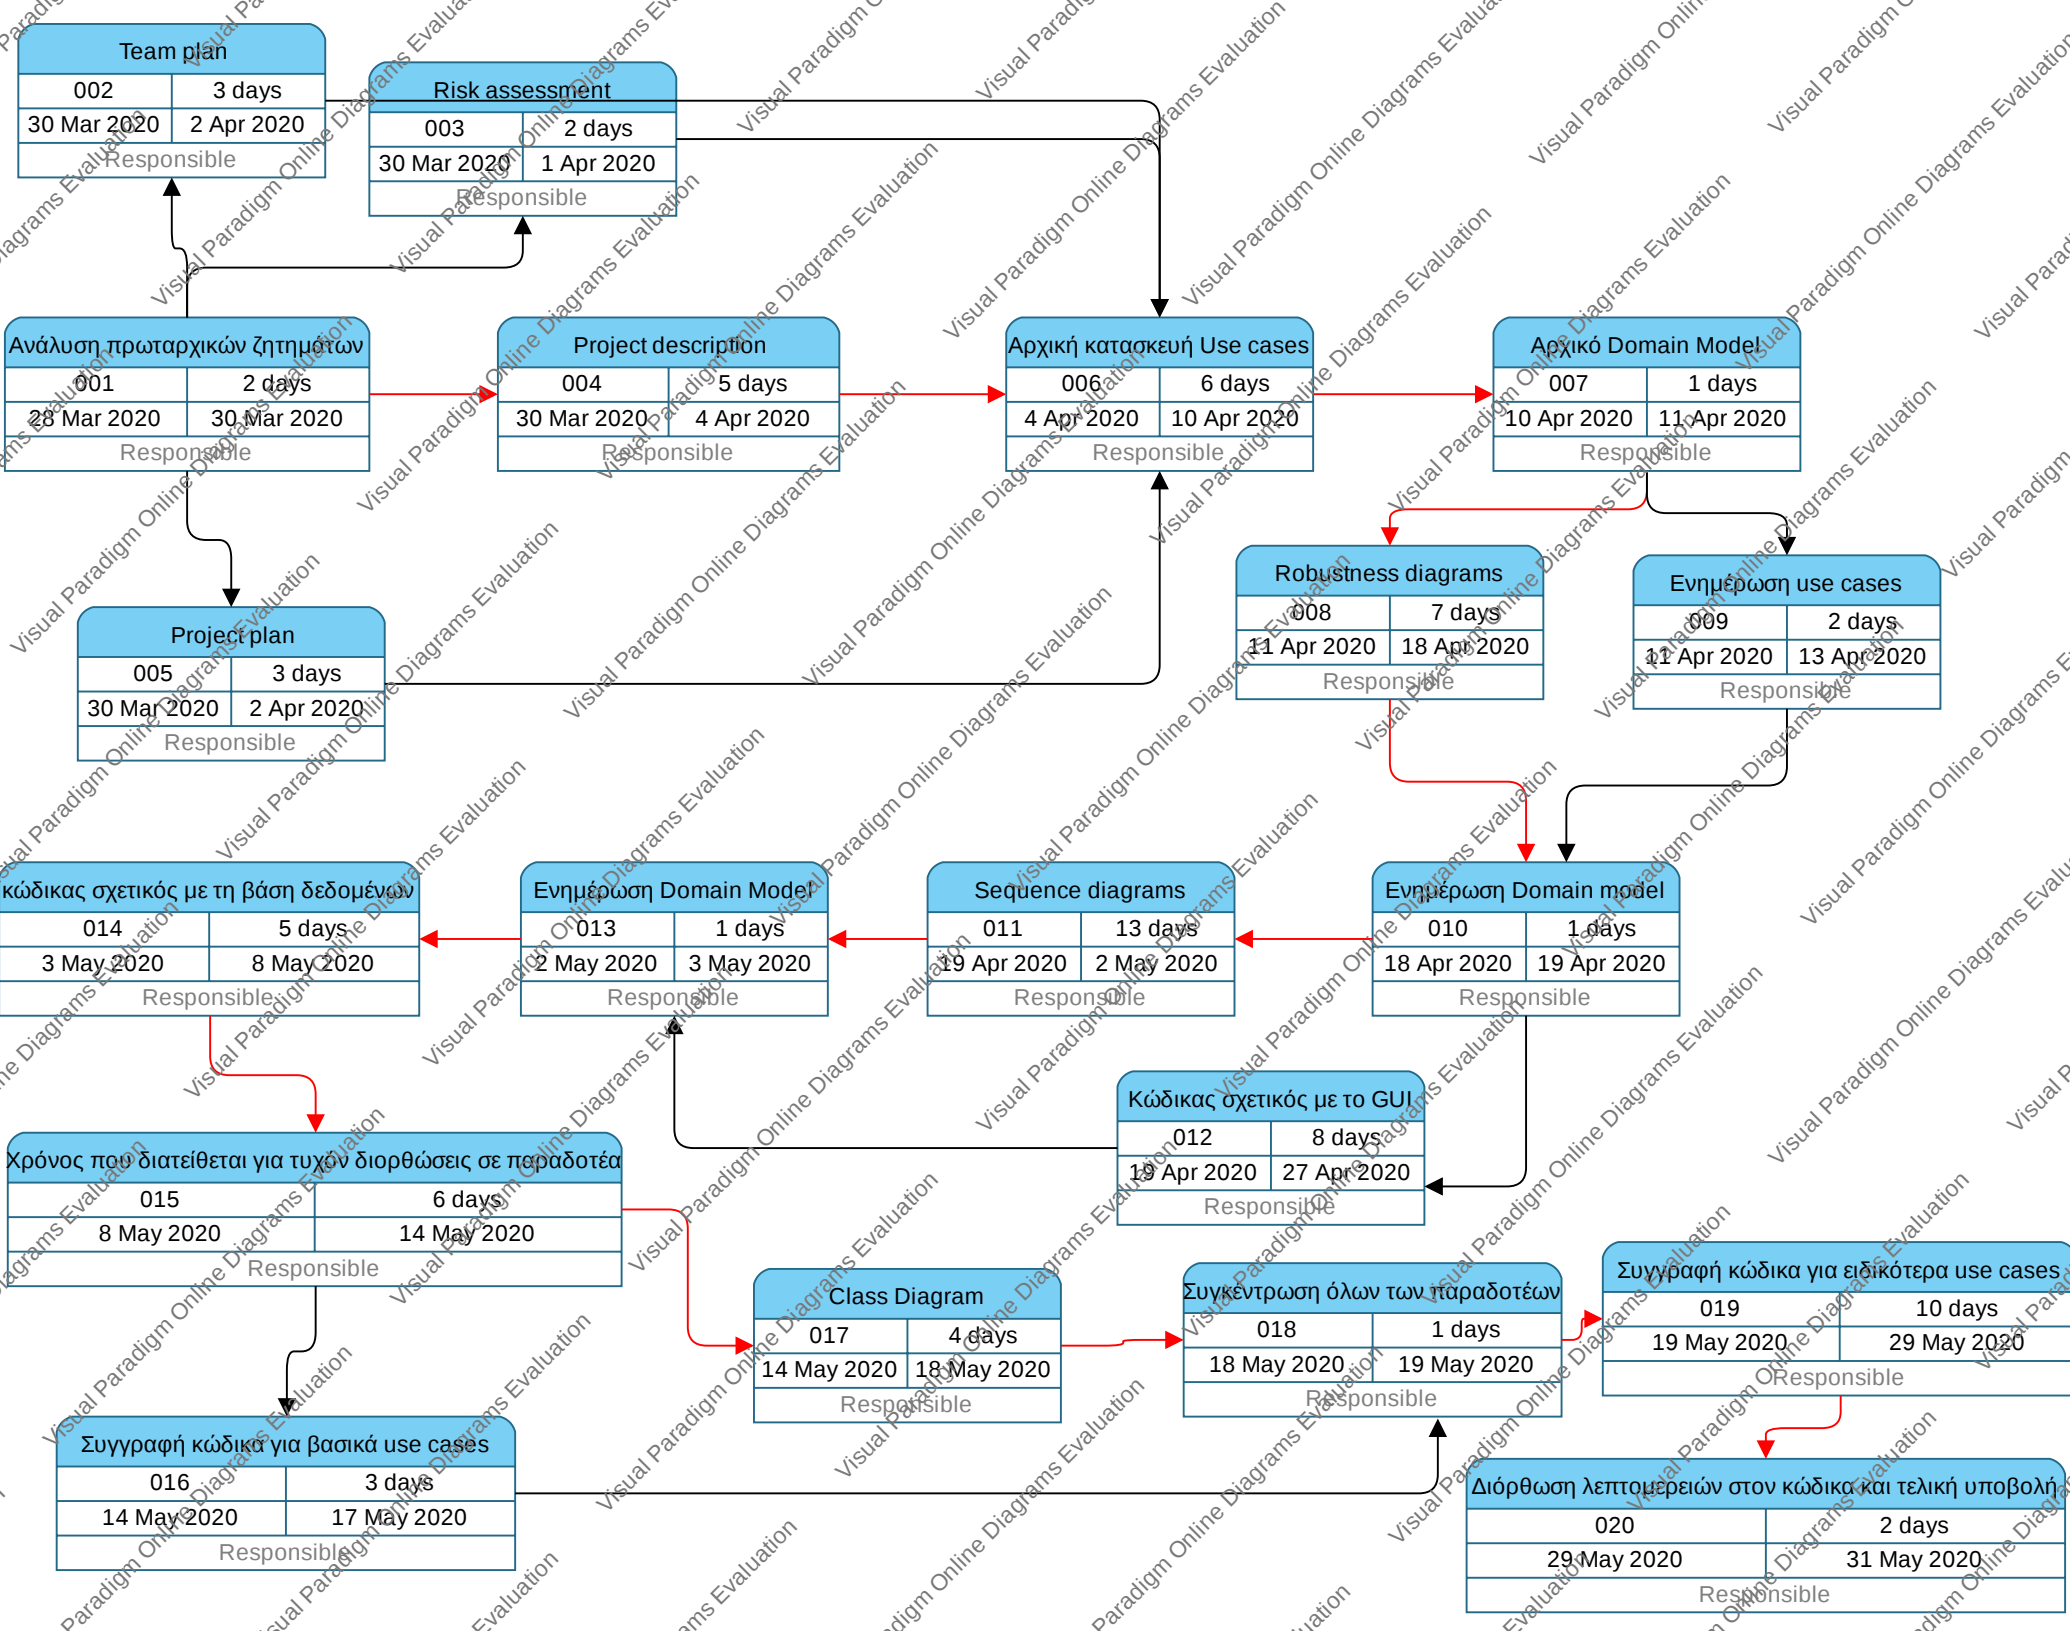 Team plan
002 3 days
30 Mar 2020 2 Apr 2020
Responsible
Risk assessment
003 2 days
30 Mar 2020 1 Apr 2020
Responsible
Ανάλυση πρωταρχικών ζητημάτων
001 2 days
28 Mar 2020 30 Mar 2020
Responsible
Project description
004 5 days
30 Mar 2020 4 Apr 2020
Responsible
Αρχική κατασκευή Use cases
006 6 days
4 Apr 2020 10 Apr 2020
Responsible
Αρχικό Domain Model
007 1 days
10 Apr 2020 11 Apr 2020
Responsible
Robustness diagrams
008 7 days
11 Apr 2020 18 Apr 2020
Responsible
Ενημέρωση use cases
009 2 days
11 Apr 2020 13 Apr 2020
Responsible
Project plan
005 3 days
30 Mar 2020 2 Apr 2020
Responsible
κώδικας σχετικός με τη βάση δεδομένων
014 5 days
3 May 2020 8 May 2020
Responsible
Ενημέρωση Domain Model
013 1 days
2 May 2020 3 May 2020
Responsible
Sequence diagrams
011 13 days
19 Apr 2020 2 May 2020
Responsible
Ενημέρωση Domain model
010 1 days
18 Apr 2020 19 Apr 2020
Responsible
Κώδικας σχετικός με το GUI
012 8 days
19 Apr 2020 27 Apr 2020
Responsible
Χρόνος που διατείθεται για τυχόν διορθώσεις σε παραδοτέα
015 6 days
8 May 2020 14 May 2020
Responsible
Class Diagram
017 4 days
14 May 2020 18 May 2020
Responsible
Συγκέντρωση όλων των παραδοτέων
018 1 days
18 May 2020 19 May 2020
Responsible
Συγγραφή κώδικα για ειδικότερα use cases
019 10 days
19 May 2020 29 May 2020
Responsible
Συγγραφή κώδικα για βασικά use cases
016 3 days
14 May 2020 17 May 2020
Responsible
Διόρθωση λεπτομερειών στον κώδικα και τελική υποβολή
020 2 days
29 May 2020 31 May 2020
Responsible
Visual Paradigm Online Diagrams Evaluation